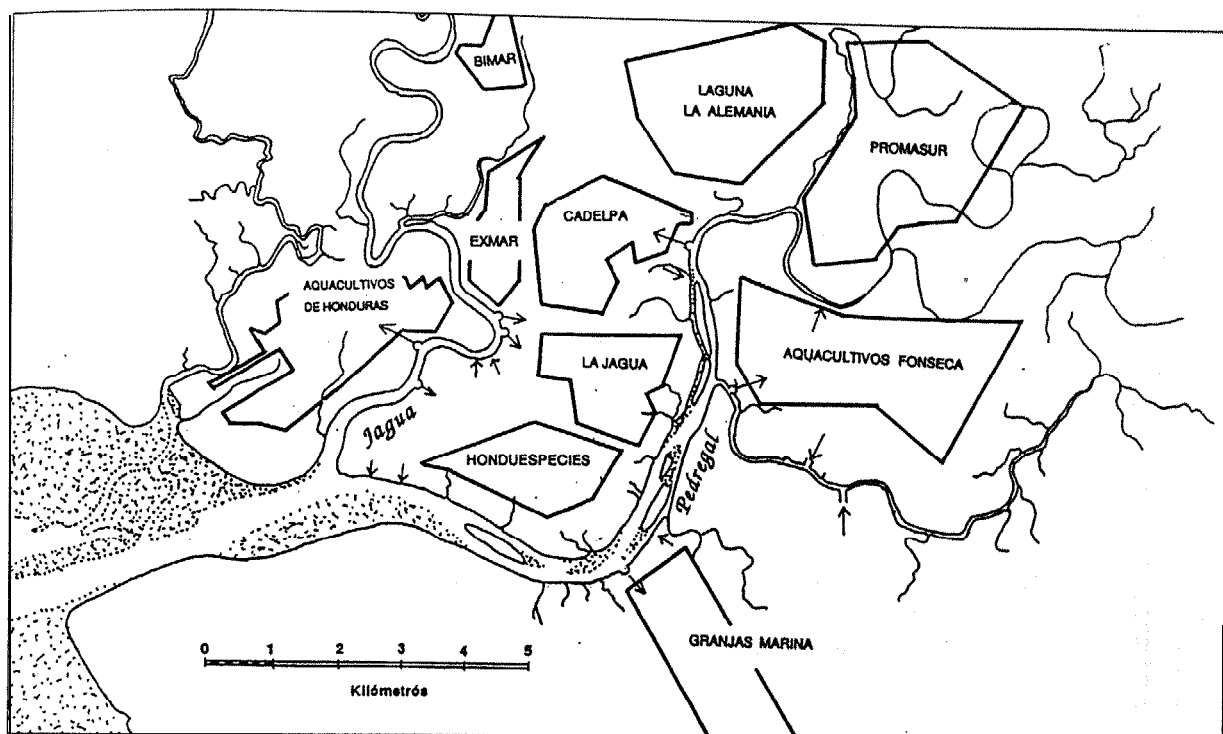 BIMAR
LAGUNA
LA ALEMANIA
PROMASUR
CADELPA
EXMAR
AQUACULTIVOS
DE HONDURAS
LA JAGUA
AQUACULTIVOS FONSECA
Jagua
HONDUESPECIES
Pedregal
GRANJAS MARINA
0 1 2 3 4 5
Kilómetrós